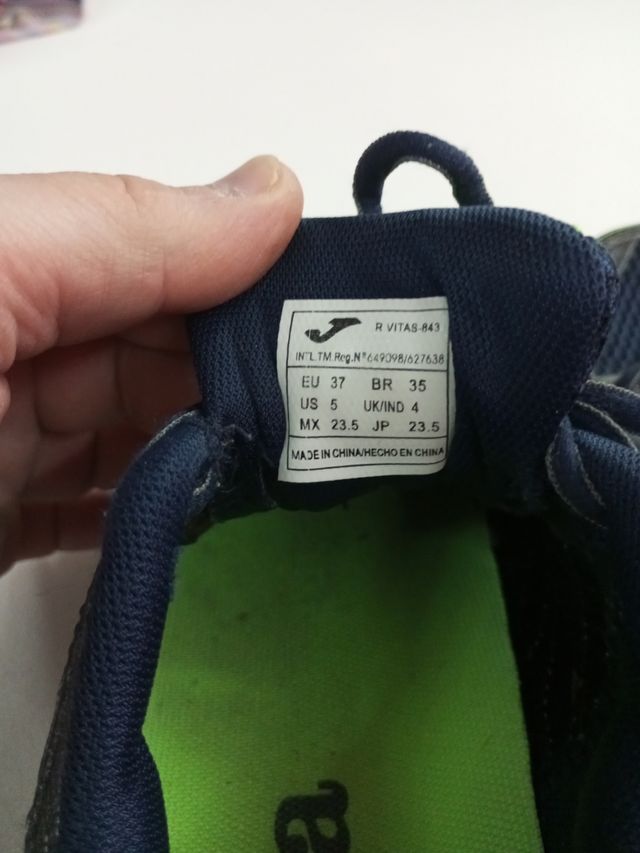 R VITAS-843
INT'L TM.Reg.Nº649098/627638
EU 37 BR 35
US 5 UK/IND 4
MX 23.5 JP 23.5
MADE IN CHINA/HECHO EN CHINA
a